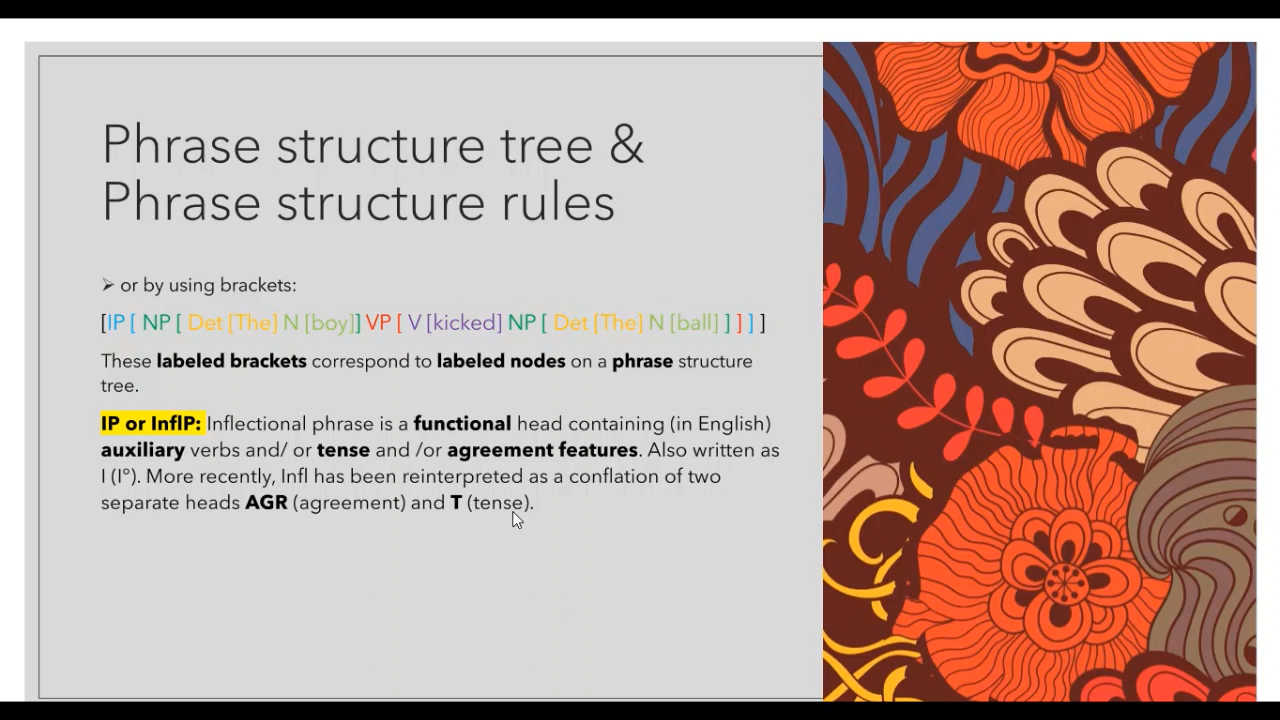 Phrase structure tree &
Phrase structure rules
➢ or by using brackets:
[IP [ NP [ Det [The] N [boy]] VP [ V [kicked] NP [ Det [The] N [ball] ] ] ] ]
These labeled brackets correspond to labeled nodes on a phrase structure
tree.
IP or InflP: Inflectional phrase is a functional head containing (in English)
auxiliary verbs and/ or tense and /or agreement features. Also written as
I (I°). More recently, Infl has been reinterpreted as a conflation of two
separate heads AGR (agreement) and T (tense).